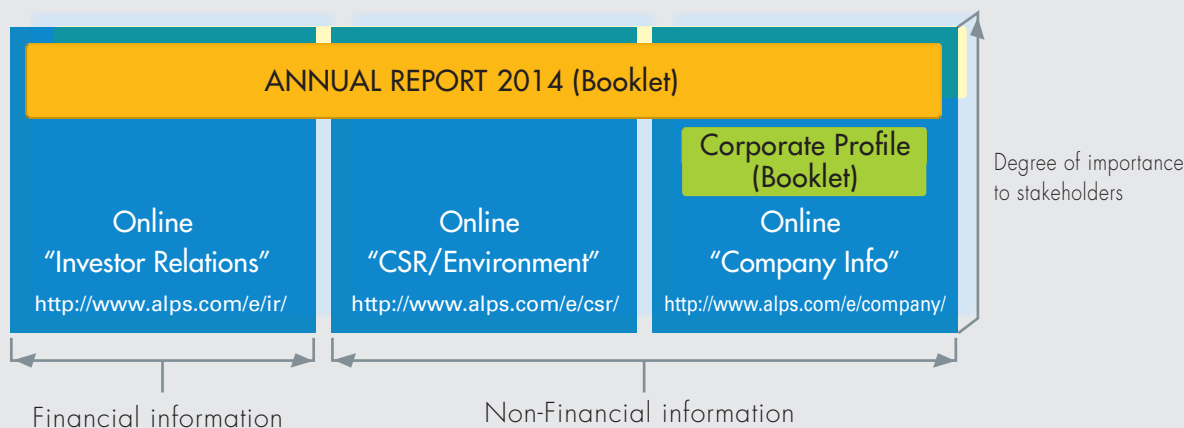 ANNUAL REPORT 2014 (Booklet)
Corporate Profile
(Booklet)
Degree of importance
to stakeholders
Online
“Investor Relations”
http://www.alps.com/e/ir/
Online
“CSR/Environment”
http://www.alps.com/e/csr/
Online
“Company Info”
http://www.alps.com/e/company/
Financial information
Non-Financial information